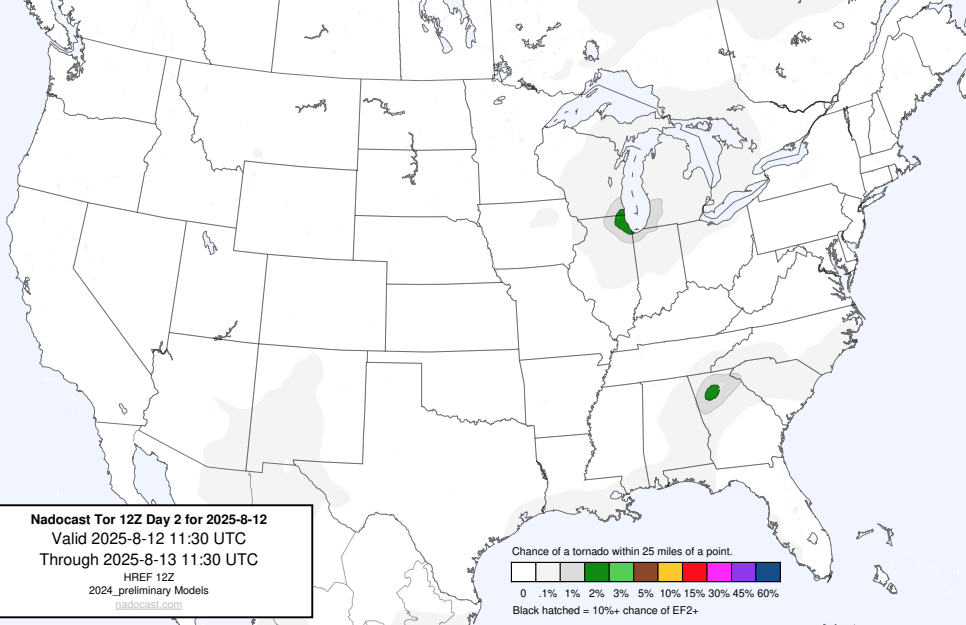 Nadocast Tor 12Z Day 2 for 2025-8-12
Valid 2025-8-12 11:30 UTC
Through 2025-8-13 11:30 UTC
HREF 12Z
2024_preliminary Models
nadocast.com
Chance of a tornado within 25 miles of a point.
0 .1% 1% 2% 3% 5% 10% 15% 30% 45% 60%
Black hatched = 10%+ chance of EF2+